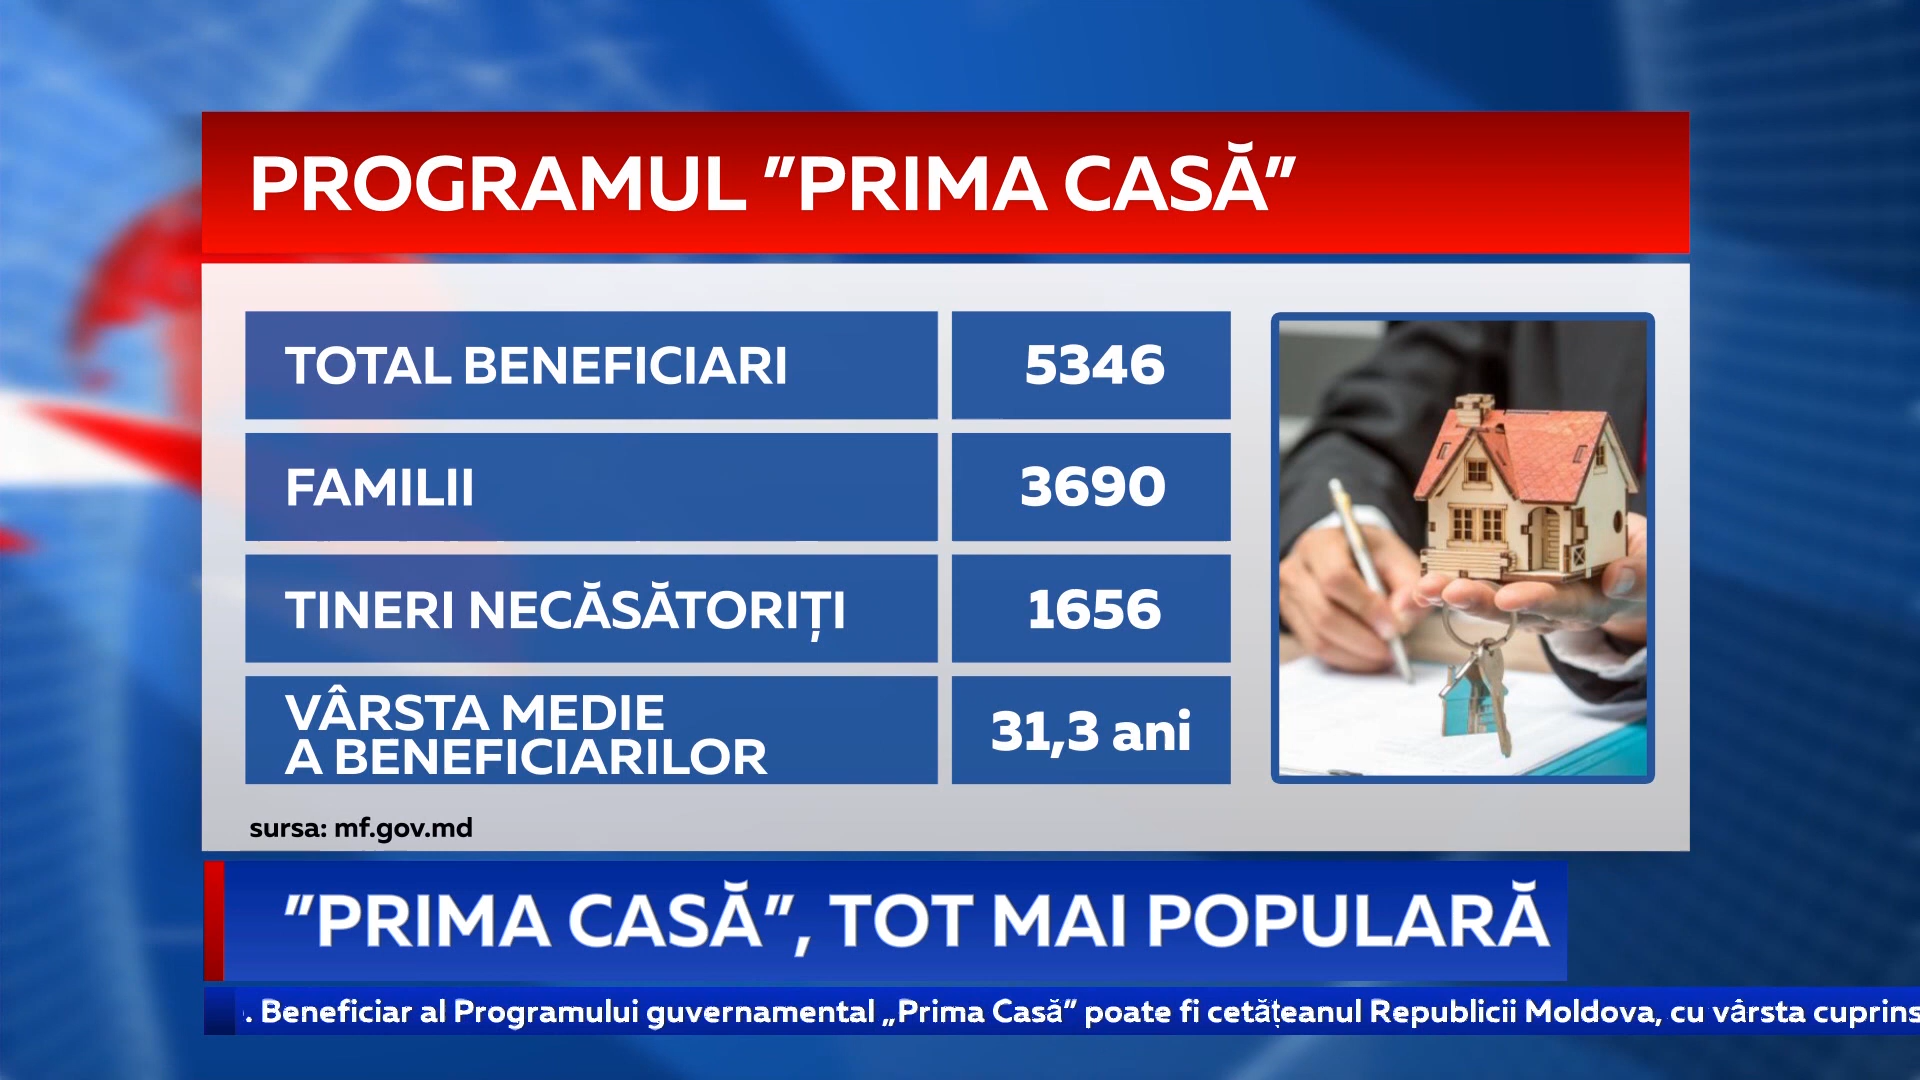 PROGRAMUL ”PRIMA CASĂ”
TOTAL BENEFICIARI 5346
FAMILII 3690
TINERI NECĂSĂTORIȚI 1656
VÂRSTA MEDIE
A BENEFICIARILOR 31,3 ani
sursa: mf.gov.md
”PRIMA CASĂ”, TOT MAI POPULARĂ
. Beneficiar al Programului guvernamental „Prima Casă” poate fi cetățeanul Republicii Moldova, cu vârsta cuprins